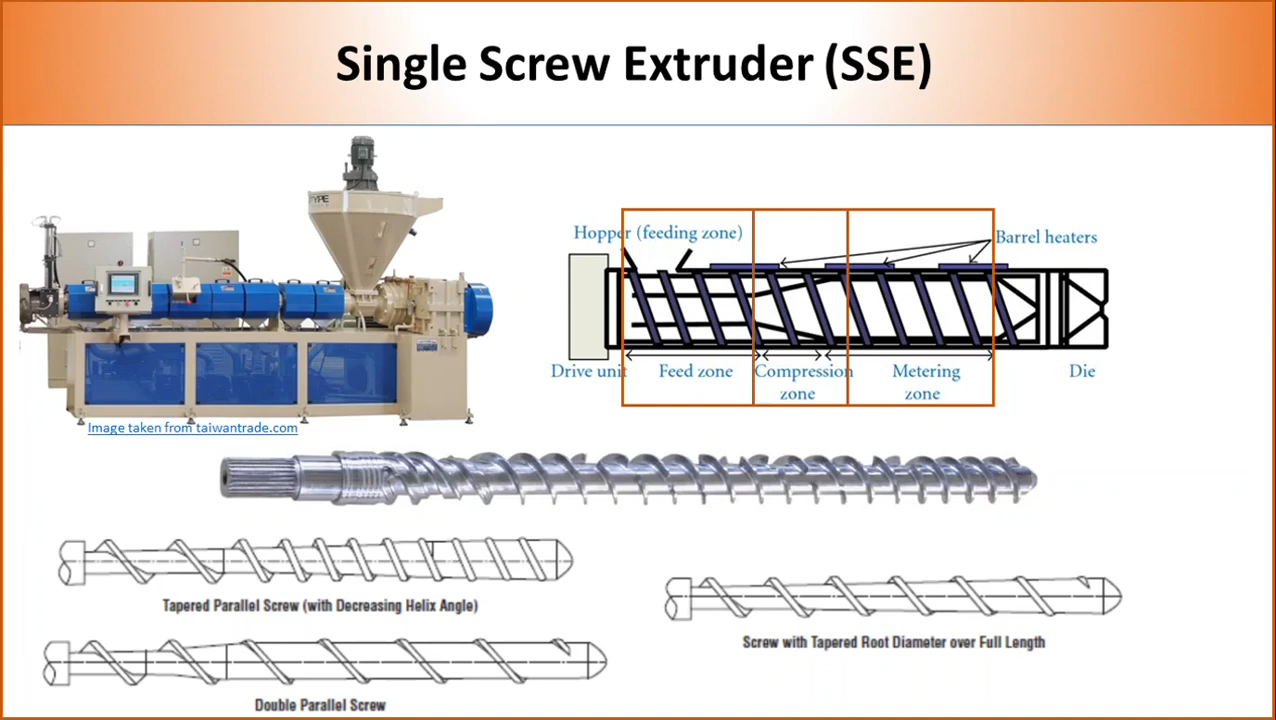 Single Screw Extruder (SSE)
TYPE
Hopper (feeding zone)
Barrel heaters
Drive unit
Feed zone
Compression
zone
Metering
zone
Die
Image taken from taiwantrade.com
Tapered Parallel Screw (with Decreasing Helix Angle)
Screw with Tapered Root Diameter over Full Length
Double Parallel Screw